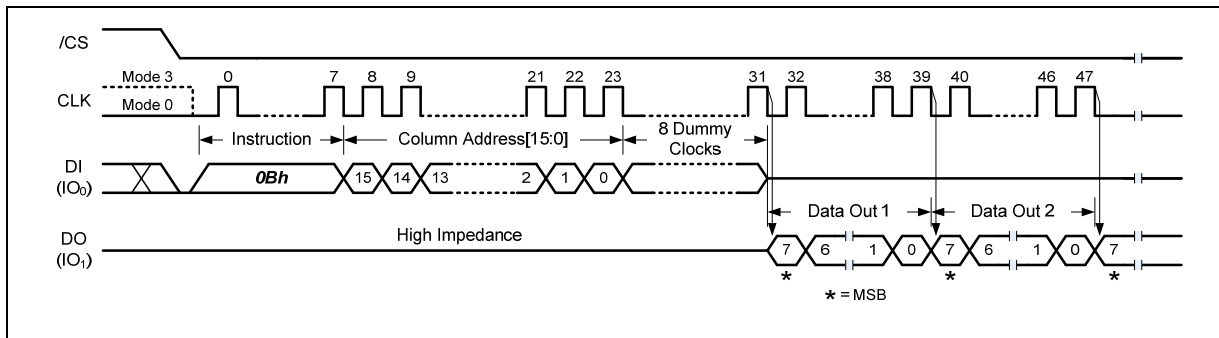 /CS
Mode 3 0 7 8 9 21 22 23 31 32 38 39 40 46 47
CLK
Mode 0
Instruction Column Address[15:0] 8 Dummy
Clocks
DI
(IO0) 0Bh 15 14 13 2 1 0
Data Out 1 Data Out 2
High Impedance
DO
(IO1) 7 6 1 0 7 6 1 0 7
* * *
* = MSB